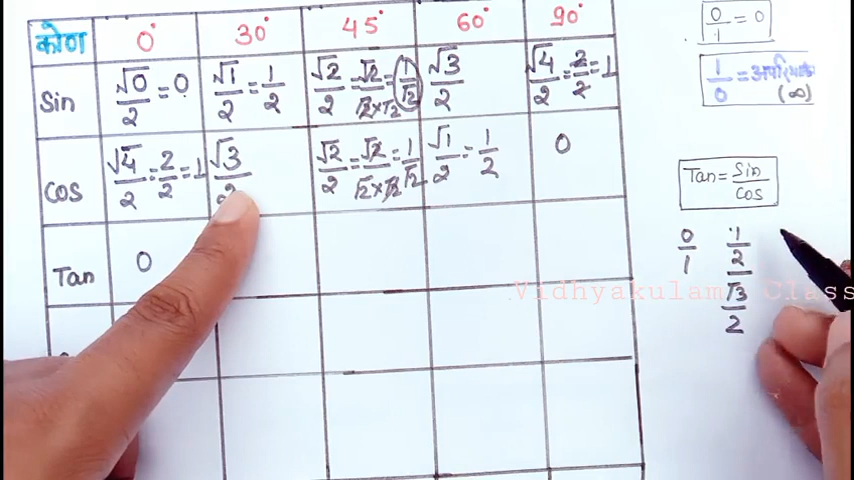 कोण 0° 30° 45° 60° 90°
Sin √0/2 = 0 √1/2 = 1/2 √2/2 = √2/√2×√2 = 1/√2 √3/2 √4/2 = 2/2 = 1
Cos √4/2 = 2/2 = 1 √3/2 √2/2 = √2/√2×√2 = 1/√2 √1/2 = 1/2 0
Tan 0
0/1 = 0
1/0 =
(∞)
Tan = Sin/Cos
0/1 1/2/√3/2
Vidhyakulam Class